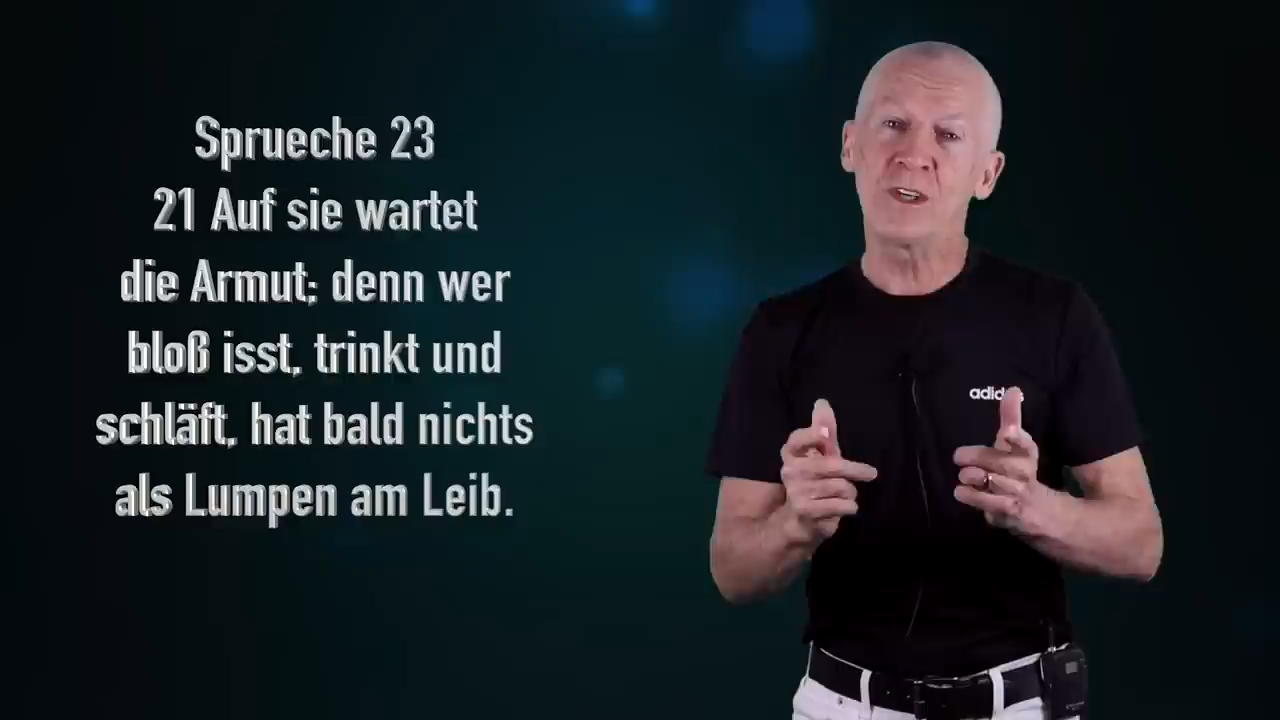 Sprueche 23
21 Auf sie wartet
die Armut; denn wer
bloß isst, trinkt und
schläft, hat bald nichts
als Lumpen am Leib.